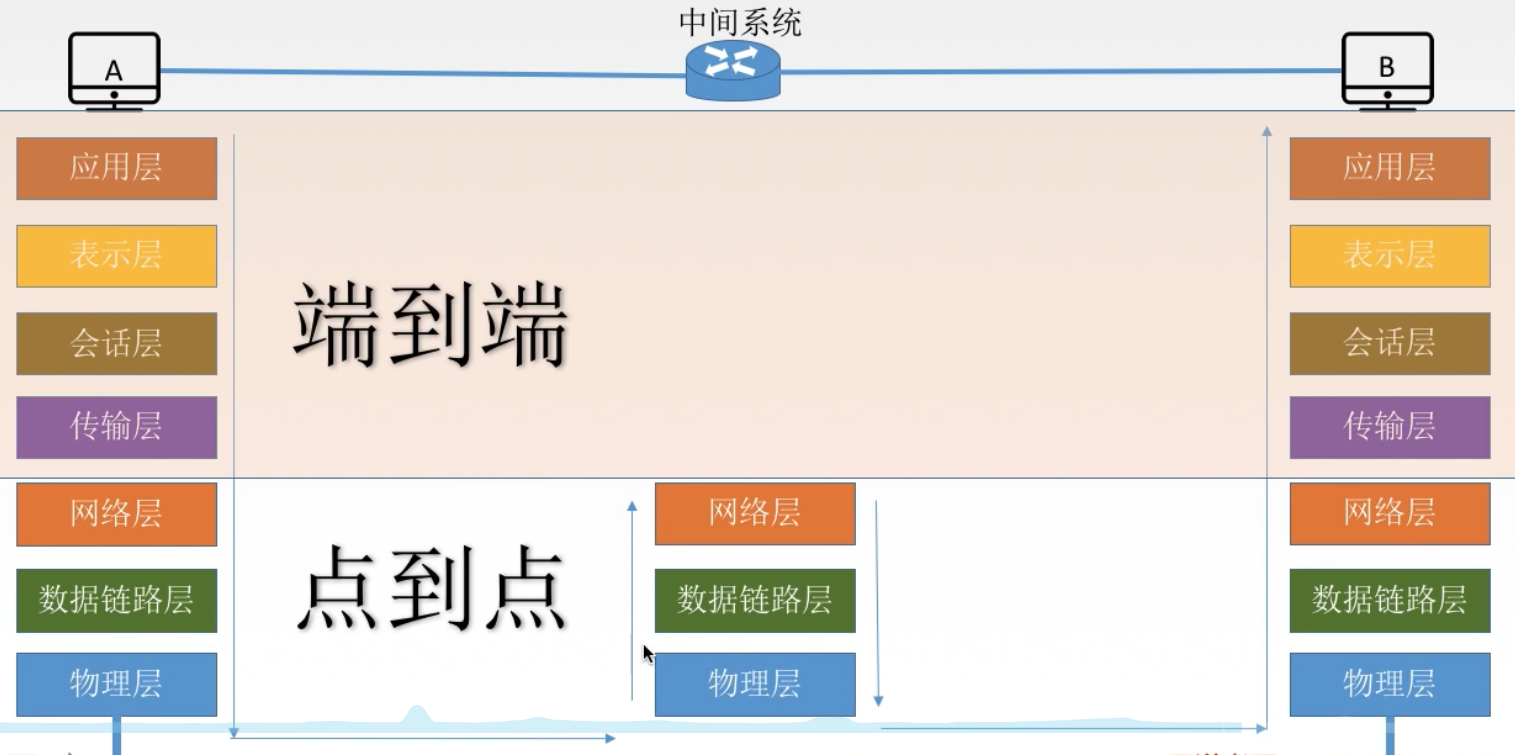 中间系统
A
B
应用层
应用层
表示层
表示层
端到端
会话层
会话层
传输层
传输层
网络层
网络层
网络层
点到点
数据链路层
数据链路层
数据链路层
物理层
物理层
物理层